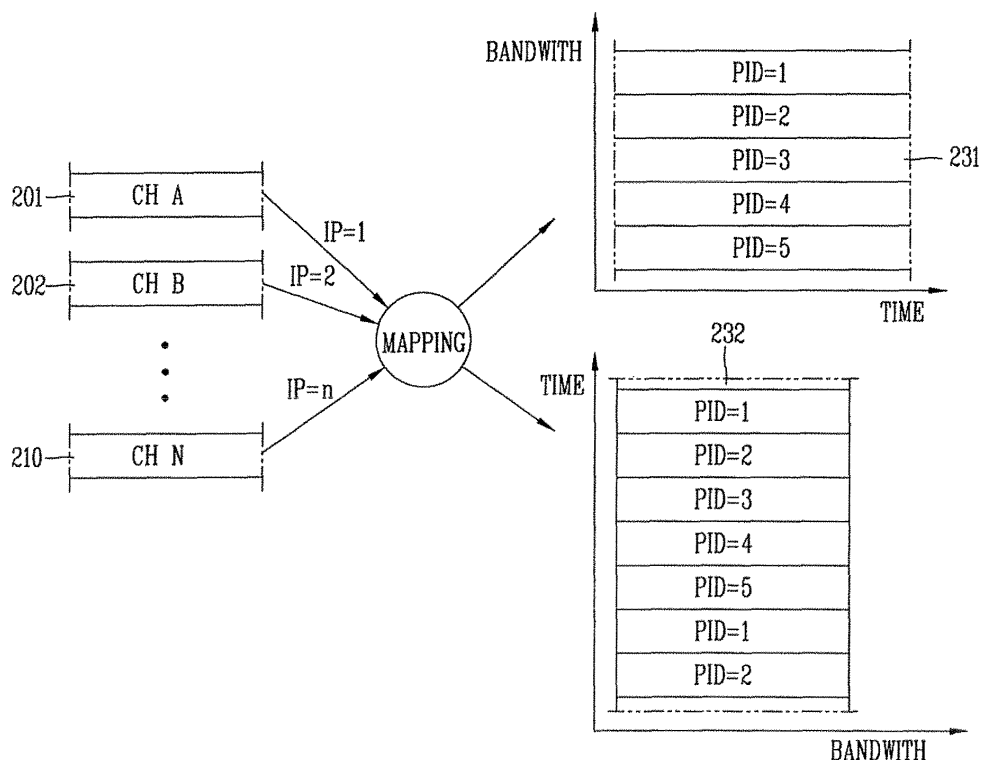 BANDWITH
PID=1
PID=2
PID=3
PID=4
PID=5
231
TIME
201
CH A
IP=1
202
CH B
IP=2
MAPPING
IP=n
210
CH N
232
TIME
PID=1
PID=2
PID=3
PID=4
PID=5
PID=1
PID=2
BANDWITH